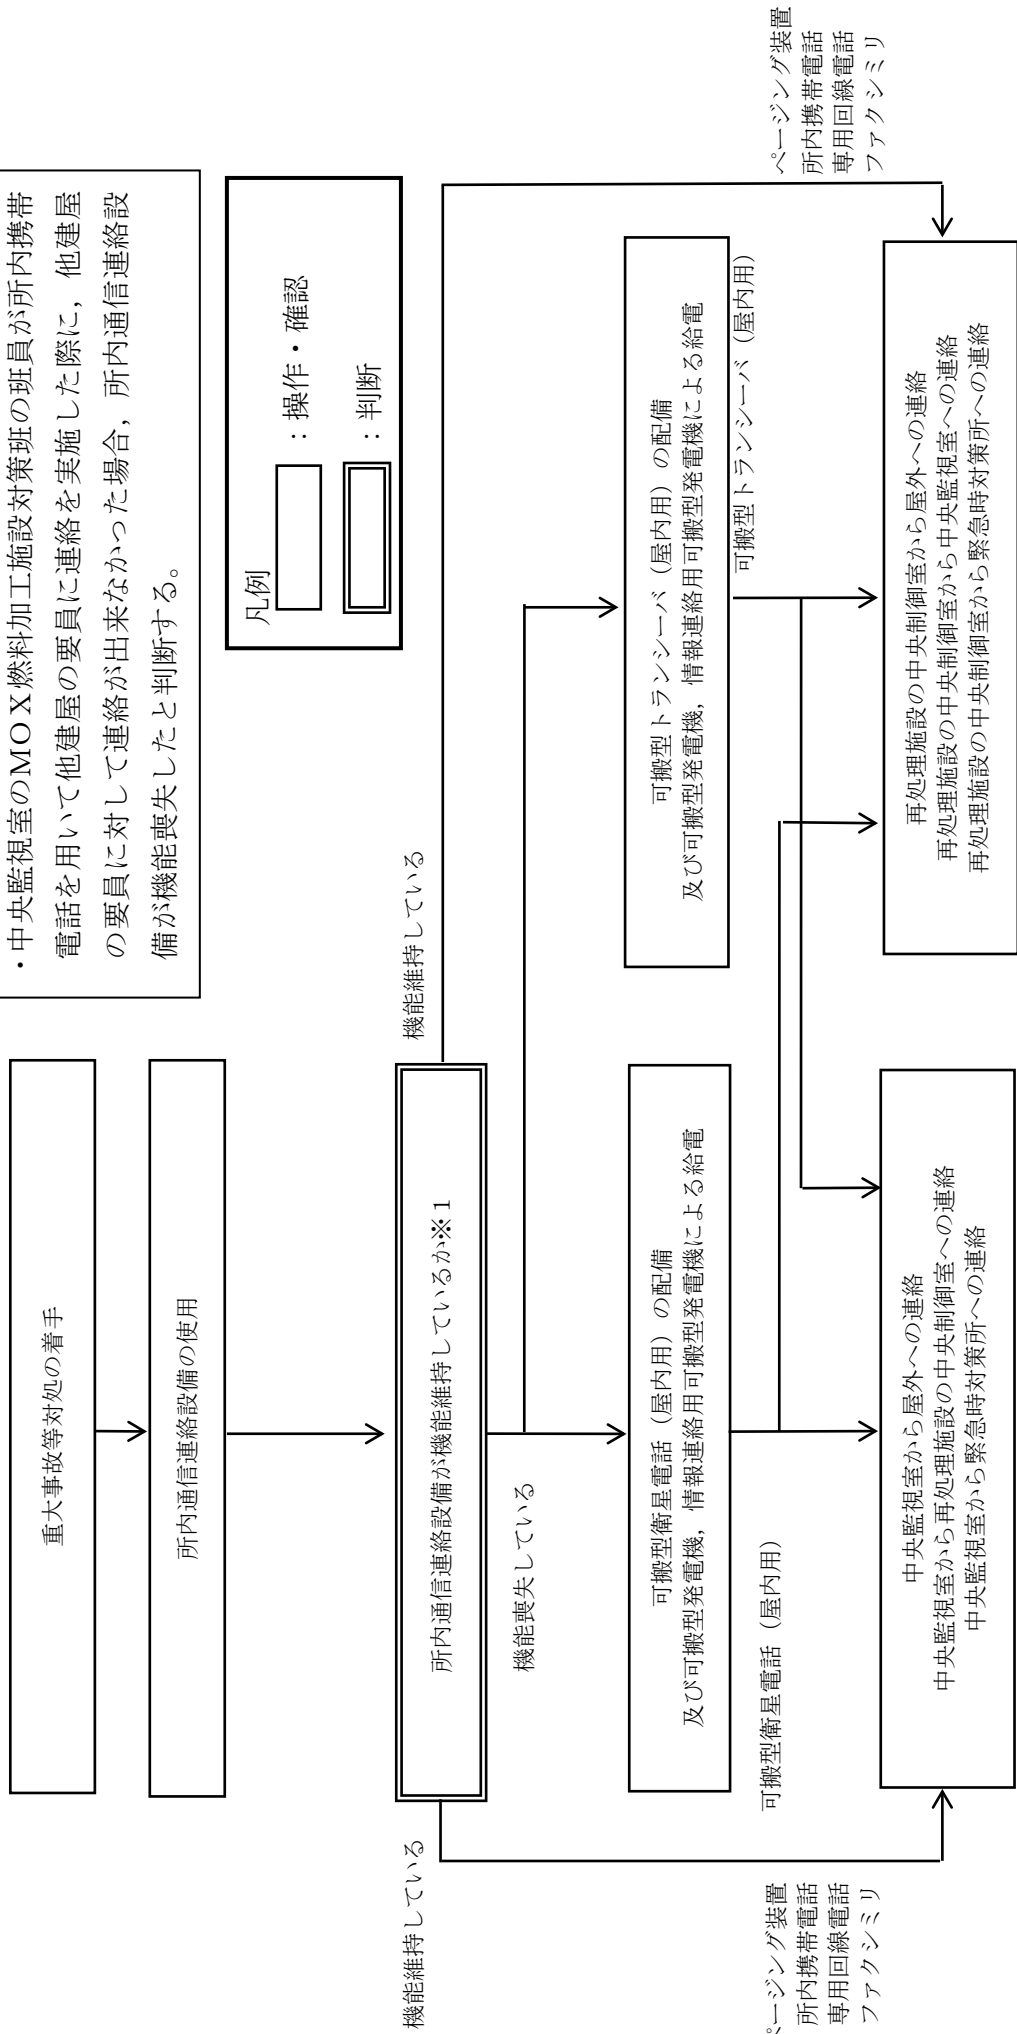 ・中央監視室のMOX燃料加工施設対策班の班員が所内携帯
電話を用いて他建屋の要員に連絡を実施した際に，他建屋
の要員に対して連絡が出来なかった場合，所内通信連絡設
備が機能喪失したと判断する。
凡例
：操作・確認
：判断
重大事故等対処の着手
所内通信連絡設備の使用
所内通信連絡設備が機能維持しているか※１
機能維持している
機能維持している
機能喪失している
可搬型衛星電話（屋内用）の配備
及び可搬型発電機，情報連絡用可搬型発電機による給電
可搬型トランシーバ（屋内用）の配備
及び可搬型発電機，情報連絡用可搬型発電機による給電
可搬型衛星電話（屋内用）
可搬型トランシーバ（屋内用）
ページング装置
所内携帯電話
専用回線電話
ファクシミリ
ページング装置
所内携帯電話
専用回線電話
ファクシミリ
中央監視室から屋外への連絡
中央監視室から再処理施設の中央制御室への連絡
中央監視室から緊急時対策所への連絡
再処理施設の中央制御室から屋外への連絡
再処理施設の中央制御室から中央監視室への連絡
再処理施設の中央制御室から緊急時対策所への連絡